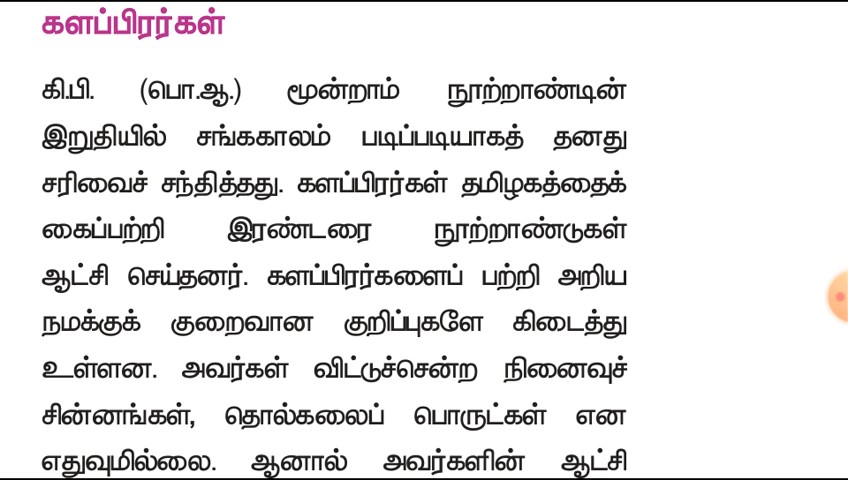 களப்பிரர்கள்
கி.பி. (பொ.ஆ.) மூன்றாம் நூற்றாண்டின்
இறுதியில் சங்ககாலம் படிப்படியாகத் தனது
சரிவைச் சந்தித்தது. களப்பிரர்கள் தமிழகத்தைக்
கைப்பற்றி இரண்டரை நூற்றாண்டுகள்
ஆட்சி செய்தனர். களப்பிரர்களைப் பற்றி அறிய
நமக்குக் குறைவான குறிப்புகளே கிடைத்து
உள்ளன. அவர்கள் விட்டுச்சென்ற நினைவுச்
சின்னங்கள், தொல்கலைப் பொருட்கள் என
எதுவுமில்லை. ஆனால் அவர்களின் ஆட்சி